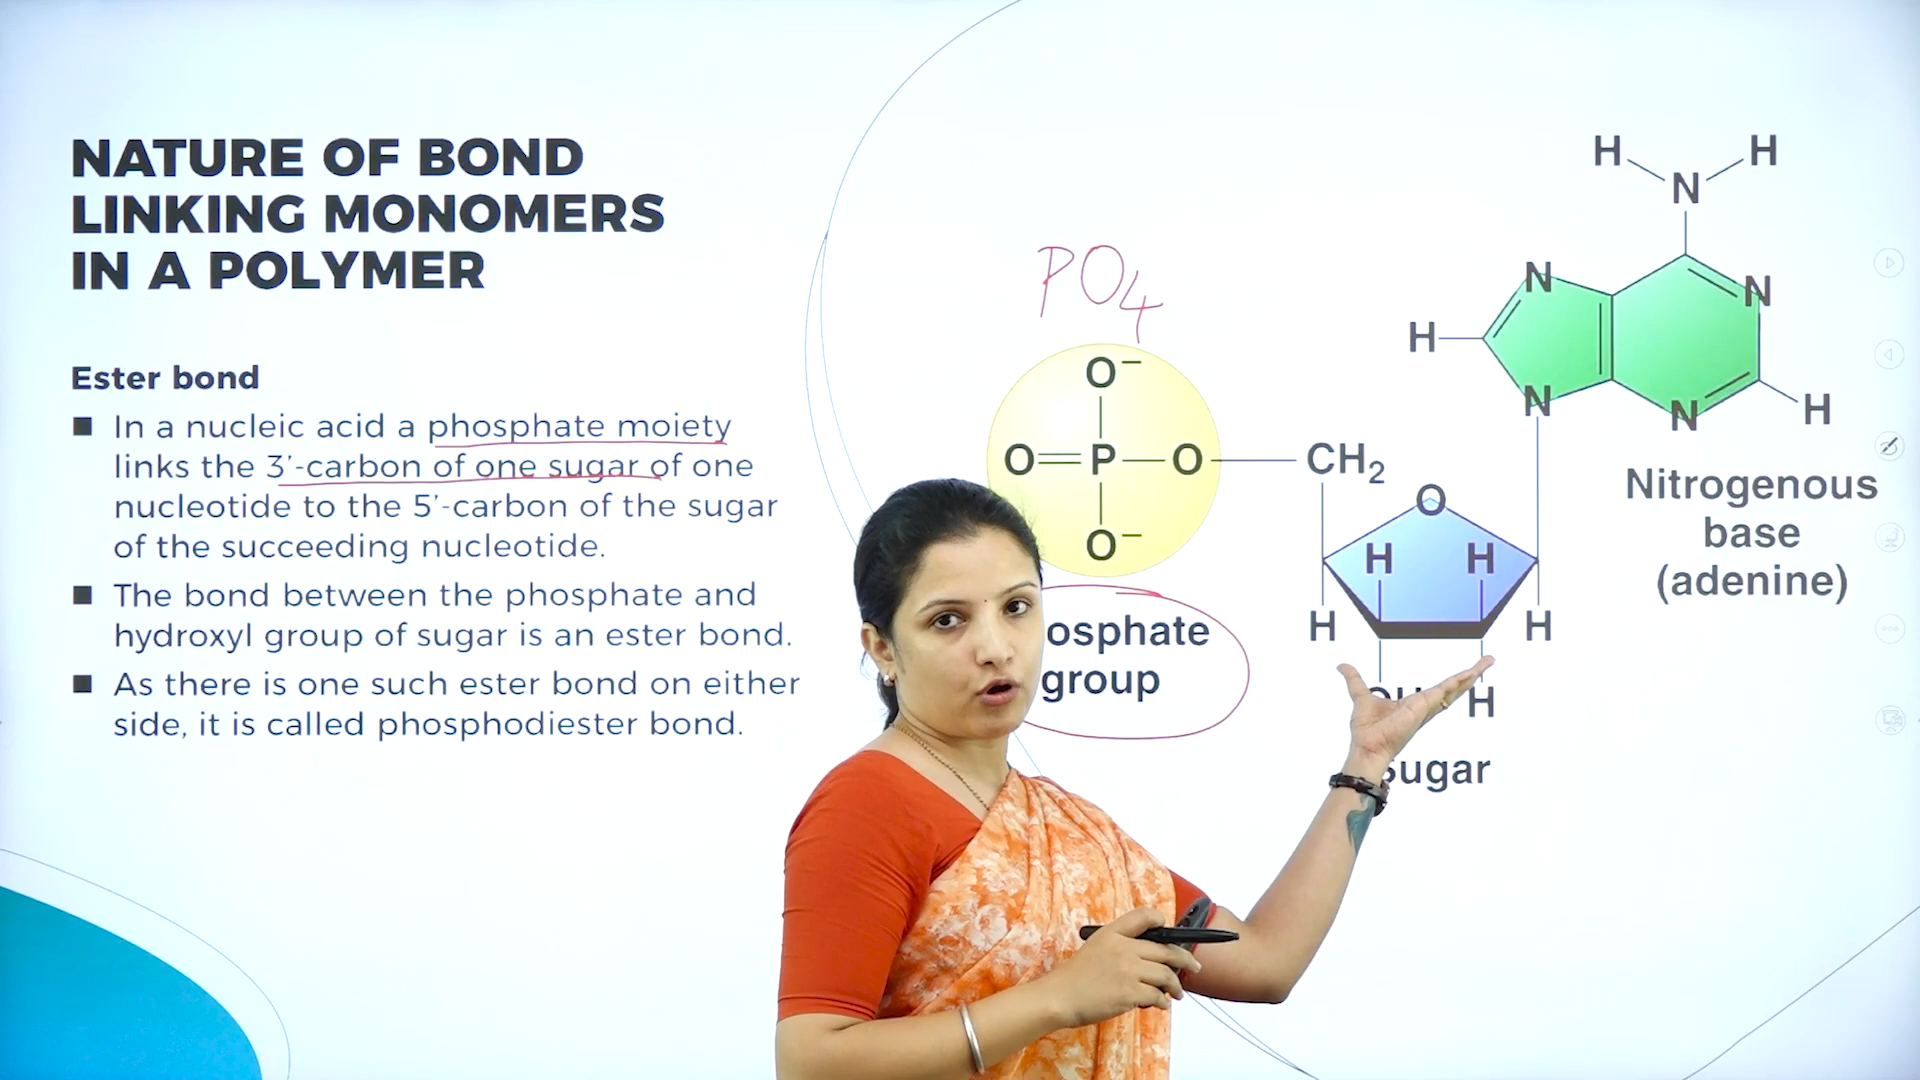 NATURE OF BOND
LINKING MONOMERS
IN A POLYMER
Ester bond
■ In a nucleic acid a phosphate moiety
links the 3'-carbon of one sugar of one
nucleotide to the 5'-carbon of the sugar
of the succeeding nucleotide.
■ The bond between the phosphate and
hydroxyl group of sugar is an ester bond.
■ As there is one such ester bond on either
side, it is called phosphodiester bond.
PO4
O⁻
O=P—O
O⁻
osphate
group
CH₂
O
H H
H H
OH H
Sugar
H H
N
N N
H
N N H
Nitrogenous
base
(adenine)